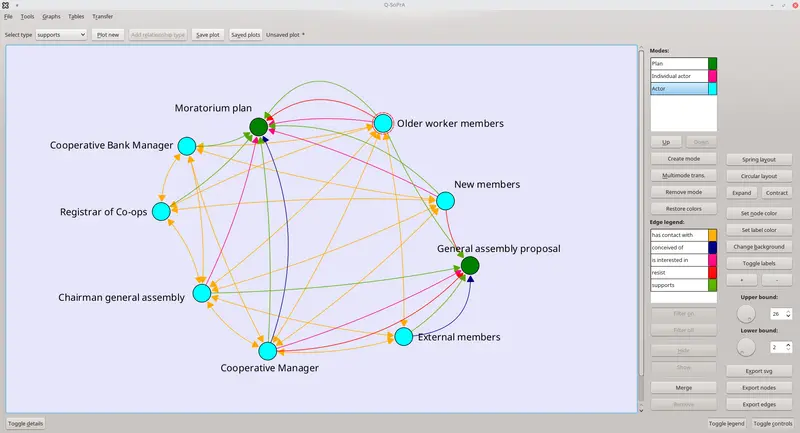 Q-SoPrA
File Tools Graphs Tables Transfer
Select type supports Plot new Add relationship type Save plot Saved plots Unsaved plot *
Moratorium plan
Older worker members
Cooperative Bank Manager
New members
Registrar of Co-ops
General assembly proposal
Chairman general assembly
External members
Cooperative Manager
Modes:
Plan
Individual actor
Actor
Up Down
Create mode
Multimode trans.
Remove mode
Restore colors
Edge legend:
has contact with
conceived of
is interested in
resist
supports
Filter on
Filter off
Hide
Show
Merge
Remove
Spring layout
Circular layout
Expand Contract
Set node color
Set label color
Change background
Toggle labels
+ -
Upper bound:
26
Lower bound:
2
Export svg
Export nodes
Export edges
Toggle details
Toggle legend Toggle controls